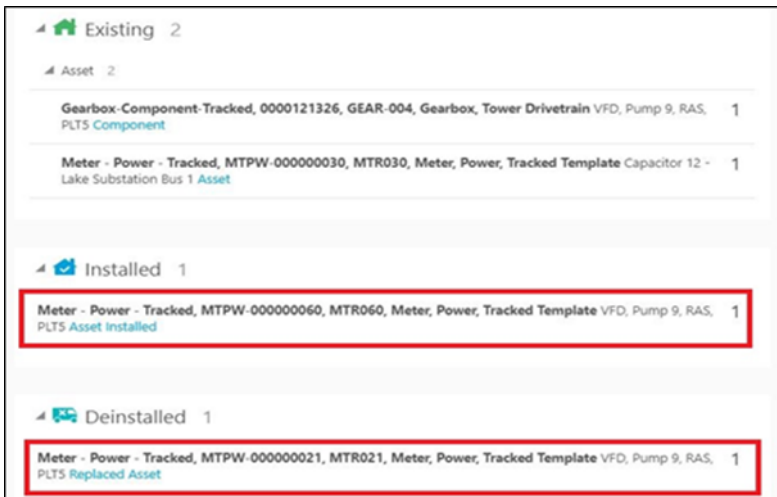 Existing 2
Asset 2
Gearbox-Component-Tracked, 0000121326, GEAR-004, Gearbox, Tower Drivetrain VFD, Pump 9, RAS, 1
PLT5 Component
Meter - Power - Tracked, MTPW-000000030, MTR030, Meter, Power, Tracked Template Capacitor 12 - 1
Lake Substation Bus 1 Asset
Installed 1
Meter - Power - Tracked, MTPW-000000060, MTR060, Meter, Power, Tracked Template VFD, Pump 9, RAS, 1
PLT5 Asset Installed
Deinstalled 1
Meter - Power - Tracked, MTPW-000000021, MTR021, Meter, Power, Tracked Template VFD, Pump 9, RAS, 1
PLT5 Replaced Asset